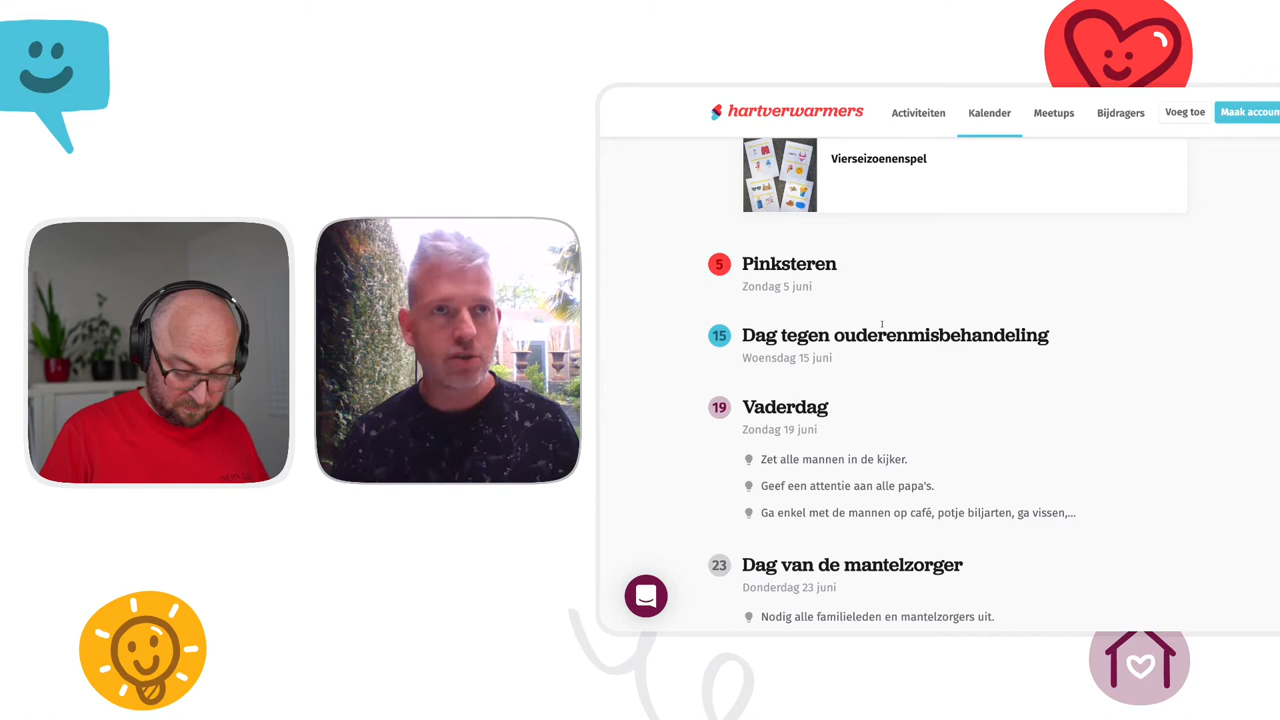 hartverwarmers
Activiteiten
Kalender
Meetups
Bijdragers
Voeg toe
Maak accoun
Vierseizoenenspel
5
Pinksteren
Zondag 5 juni
15
Dag tegen ouderenmisbehandeling
Woensdag 15 juni
19
Vaderdag
Zondag 19 juni
Zet alle mannen in de kijker.
Geef een attentie aan alle papa's.
Ga enkel met de mannen op café, potje biljarten, ga vissen,...
23
Dag van de mantelzorger
Donderdag 23 juni
Nodig alle familieleden en mantelzorgers uit.